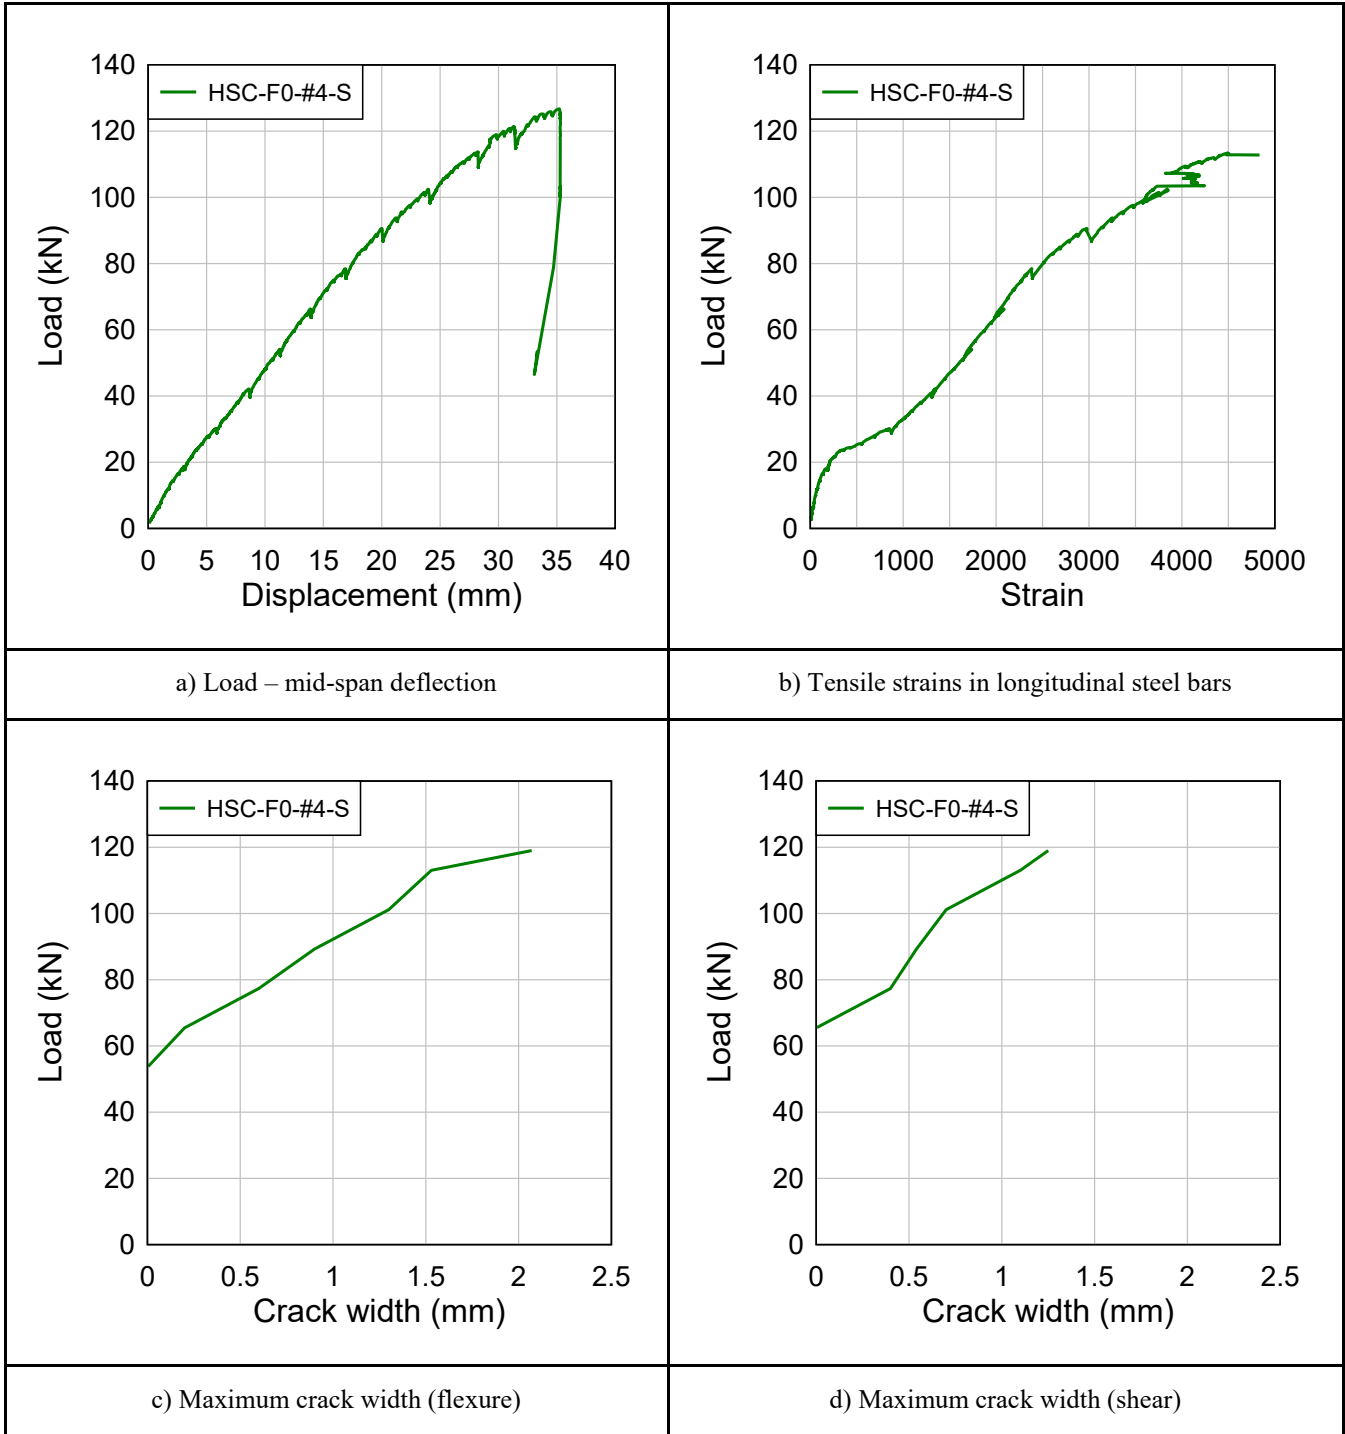 140
120
100
80
60
40
20
0
HSC-F0-#4-S
Load (kN)
0 5 10 15 20 25 30 35 40
Displacement (mm)
140
120
100
80
60
40
20
0
HSC-F0-#4-S
Load (kN)
0 1000 2000 3000 4000 5000
Strain
a) Load – mid-span deflection
b) Tensile strains in longitudinal steel bars
140
120
100
80
60
40
20
0
HSC-F0-#4-S
Load (kN)
0 0.5 1 1.5 2 2.5
Crack width (mm)
140
120
100
80
60
40
20
0
HSC-F0-#4-S
Load (kN)
0 0.5 1 1.5 2 2.5
Crack width (mm)
c) Maximum crack width (flexure)
d) Maximum crack width (shear)